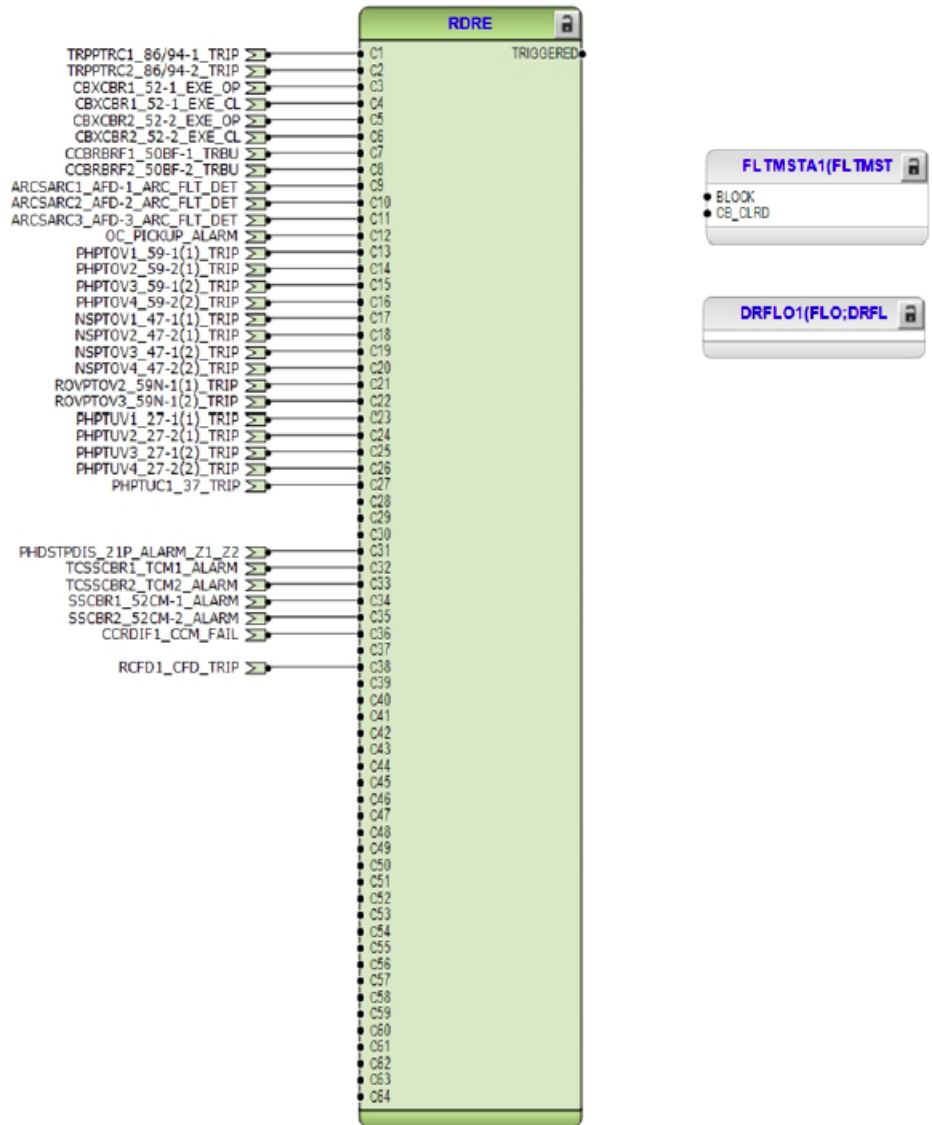 RDRE
TRPPTRC1_86/94-1_TRIP C1 TRIGGERED
TRPPTRC2_86/94-2_TRIP C2
CBXCBR1_52-1_EXE_OP C3
CBXCBR1_52-1_EXE_CL C4
CBXCBR2_52-2_EXE_OP C5
CBXCBR2_52-2_EXE_CL C6
CCBRBRF1_50BF-1_TRBU C7
CCBRBRF2_50BF-2_TRBU C8
ARCSARC1_AFD-1_ARC_FLT_DET C9
ARCSARC2_AFD-2_ARC_FLT_DET C10
ARCSARC3_AFD-3_ARC_FLT_DET C11
OC_PICKUP_ALARM C12
PHPTOV1_59-1(1)_TRIP C13
PHPTOV2_59-2(1)_TRIP C14
PHPTOV3_59-1(2)_TRIP C15
PHPTOV4_59-2(2)_TRIP C16
NSPTOV1_47-1(1)_TRIP C17
NSPTOV2_47-2(1)_TRIP C18
NSPTOV3_47-1(2)_TRIP C19
NSPTOV4_47-2(2)_TRIP C20
ROVPTOV2_59N-1(1)_TRIP C21
ROVPTOV3_59N-1(2)_TRIP C22
PHPTUV1_27-1(1)_TRIP C23
PHPTUV2_27-2(1)_TRIP C24
PHPTUV3_27-1(2)_TRIP C25
PHPTUV4_27-2(2)_TRIP C26
PHPTUC1_37_TRIP C27
C28
C29
C30
PHDSTPDIS_21P_ALARM_Z1_Z2 C31
TCSSCBR1_TCM1_ALARM C32
TCSSCBR2_TCM2_ALARM C33
SSCBR1_52CM-1_ALARM C34
SSCBR2_52CM-2_ALARM C35
CCRDIF1_CCM_FAIL C36
C37
RCFD1_CFD_TRIP C38
C39
C40
C41
C42
C43
C44
C45
C46
C47
C48
C49
C50
C51
C52
C53
C54
C55
C56
C57
C58
C59
C60
C61
C62
C63
C64
FLTMSTA1(FLTMST
BLOCK
CB_CLRD
DRFLO1(FLO;DRFL